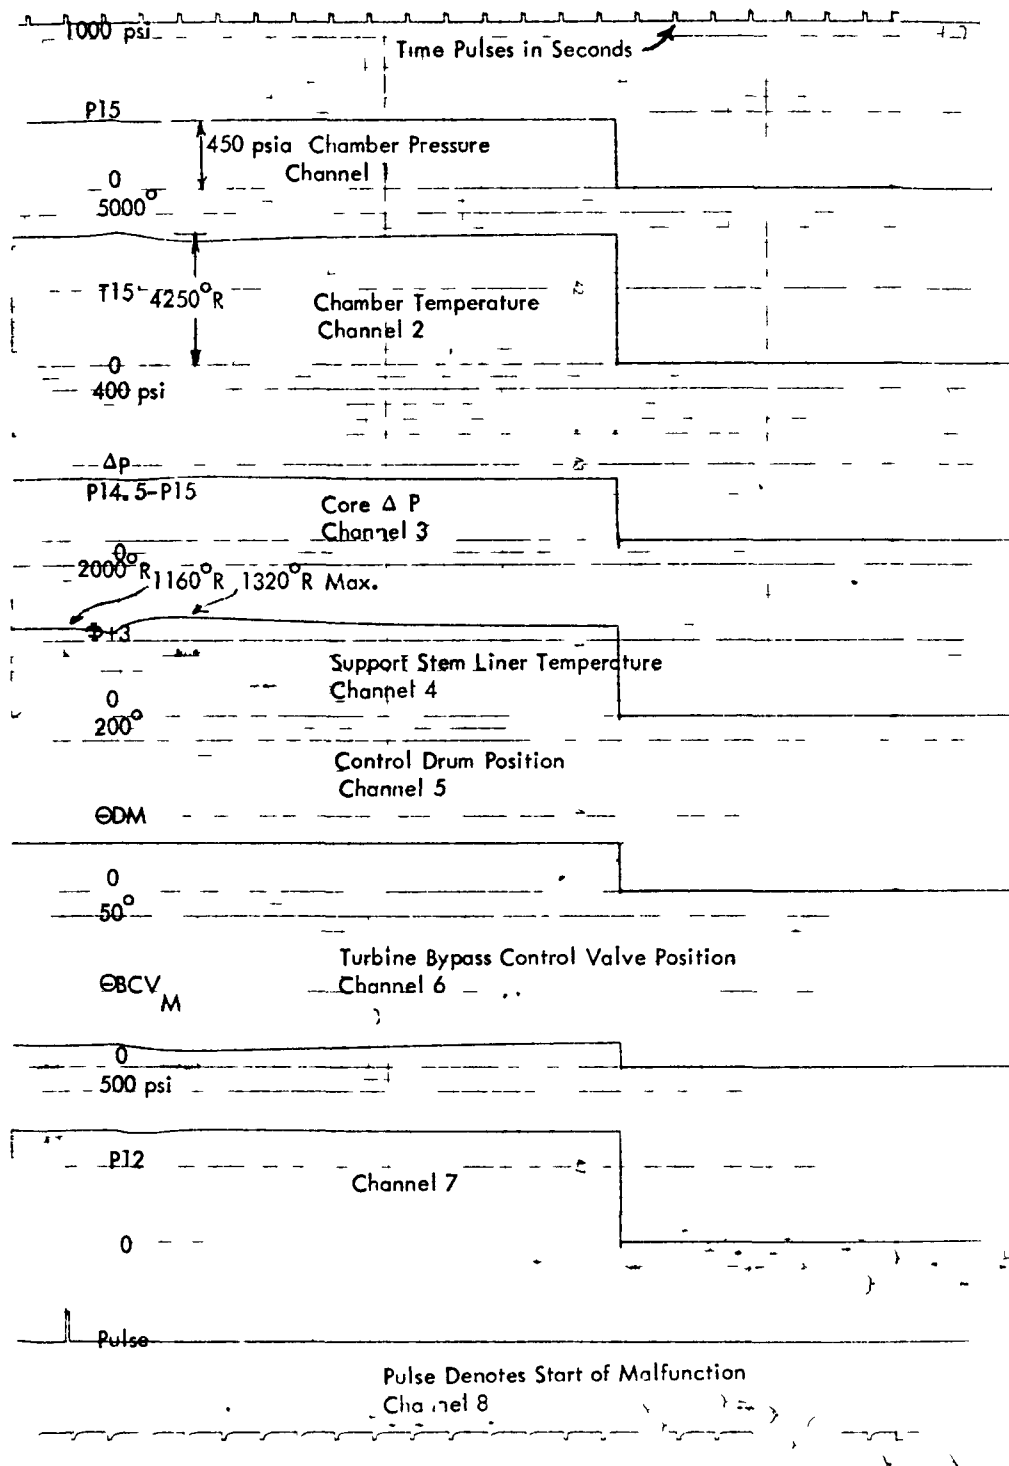 1000 psi
Time Pulses in Seconds
P15
450 psia Chamber Pressure
Channel 1
0
5000°
T15
4250°R
Chamber Temperature
Channel 2
0
400 psi
Δp
P14.5-P15
Core Δ P
Channel 3
0
2000°R
1160°R
1320°R Max.
+3
Support Stem Liner Temperature
Channel 4
0
200°
Control Drum Position
Channel 5
ΘDM
0
50°
Turbine Bypass Control Valve Position
Channel 6
ΘBCV
M
0
500 psi
P12
Channel 7
0
Pulse
Pulse Denotes Start of Malfunction
Channel 8